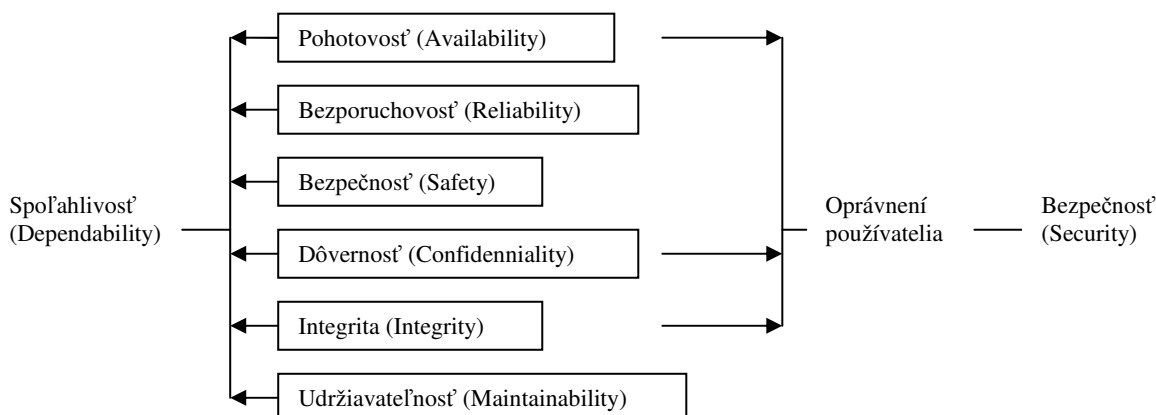 Pohotovosť (Availability)
Bezporuchovosť (Reliability)
Bezpečnosť (Safety)
Spoľahlivosť
(Dependability)
Oprávnení
používatelia
Bezpečnosť
(Security)
Dôvernosť (Confidenniality)
Integrita (Integrity)
Udržiavateľnosť (Maintainability)